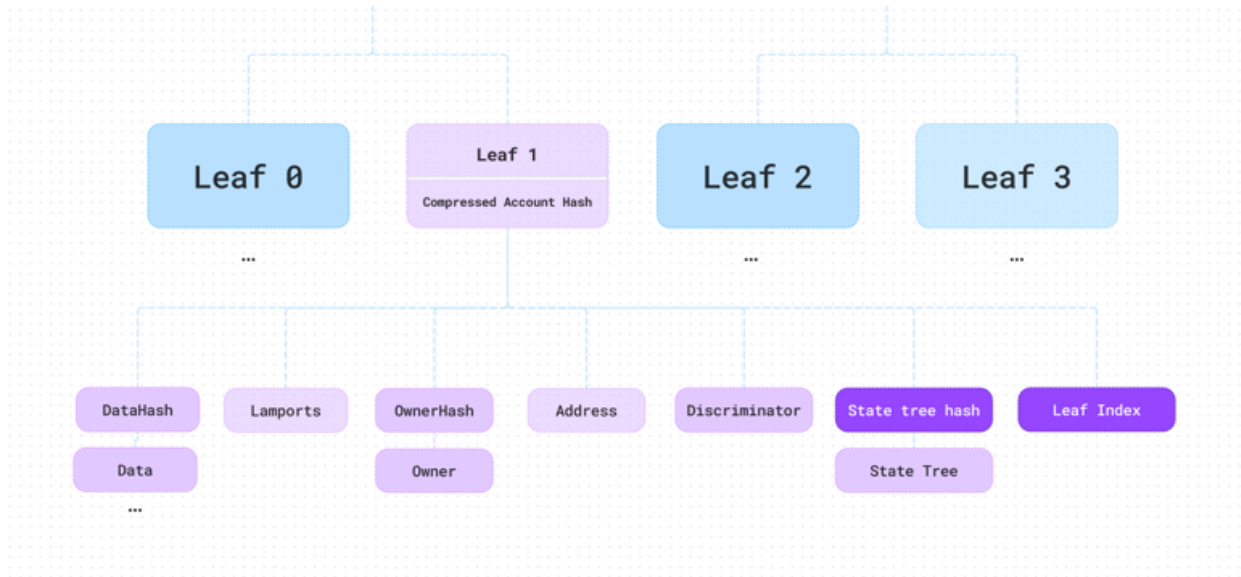 Leaf 0
Leaf 1
Compressed Account Hash
Leaf 2
Leaf 3
...
...
...
DataHash
Lamports
OwnerHash
Address
Discriminator
State tree hash
Leaf Index
Data
Owner
State Tree
...